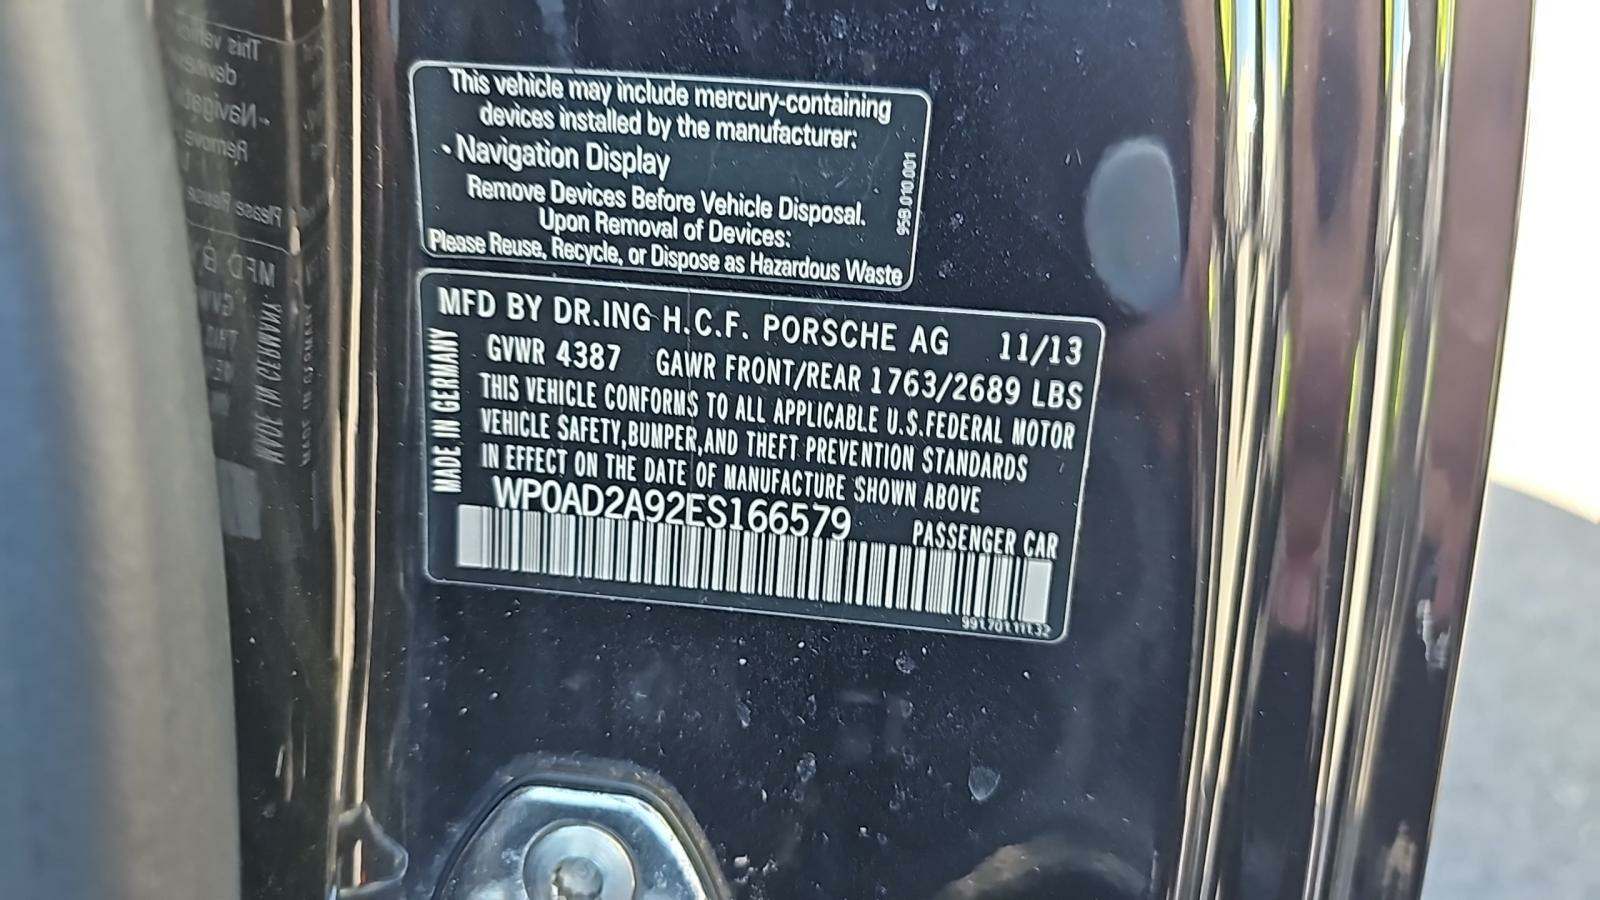 This vehicle may include mercury-containing
devices installed by the manufacturer:
• Navigation Display
Remove Devices Before Vehicle Disposal.
Upon Removal of Devices:
Please Reuse, Recycle, or Dispose as Hazardous Waste
95B.010.001
MFD BY DR.ING H.C.F. PORSCHE AG 11/13
GVWR 4387 GAWR FRONT/REAR 1763/2689 LBS
THIS VEHICLE CONFORMS TO ALL APPLICABLE U.S.FEDERAL MOTOR
VEHICLE SAFETY,BUMPER,AND THEFT PREVENTION STANDARDS
IN EFFECT ON THE DATE OF MANUFACTURE SHOWN ABOVE
MADE IN GERMANY
WP0AD2A92ES166579 PASSENGER CAR
991.701.111.32